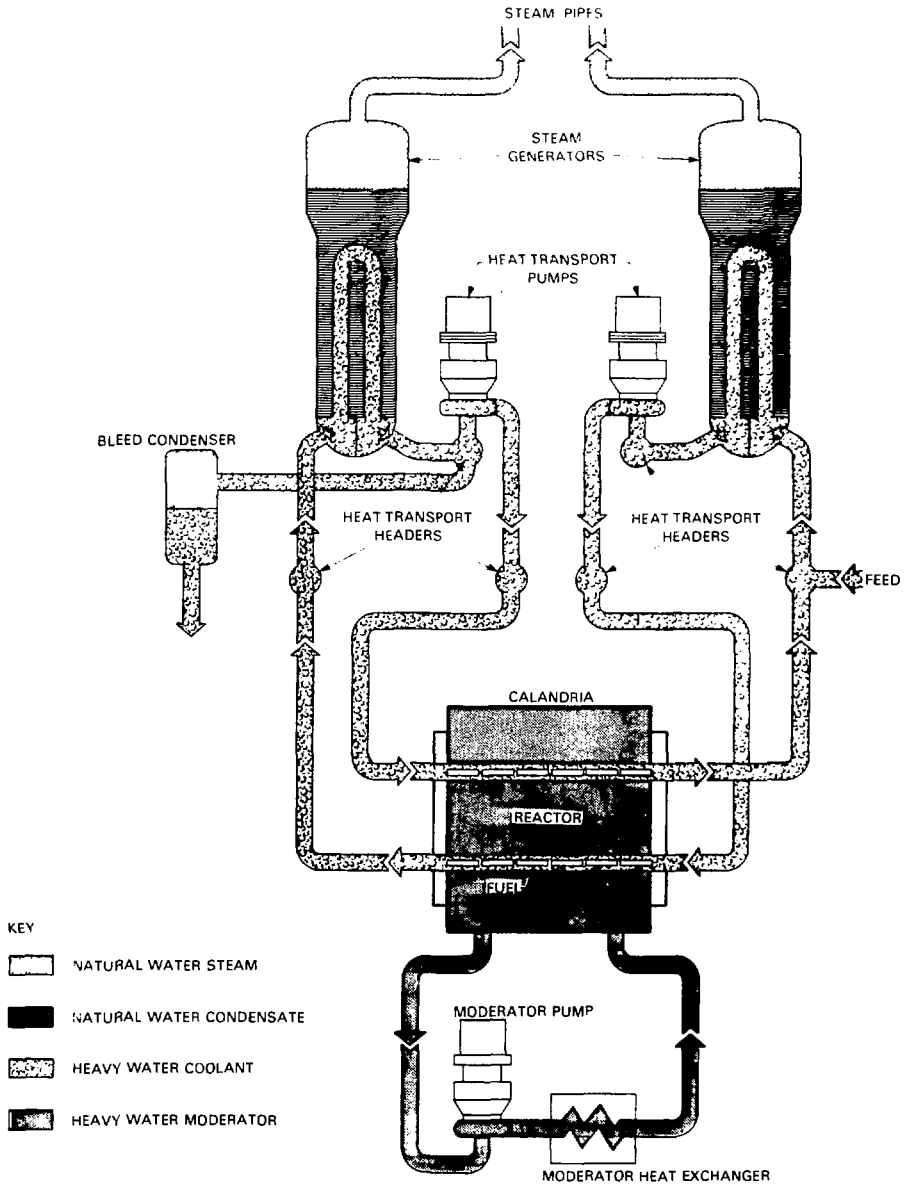 STEAM PIPES
STEAM
GENERATORS
HEAT TRANSPORT
PUMPS
BLEED CONDENSER
HEAT TRANSPORT
HEADERS
HEAT TRANSPORT
HEADERS
FEED
CALANDRIA
REACTOR
FUEL
KEY
NATURAL WATER STEAM
NATURAL WATER CONDENSATE
HEAVY WATER COOLANT
HEAVY WATER MODERATOR
MODERATOR PUMP
MODERATOR HEAT EXCHANGER